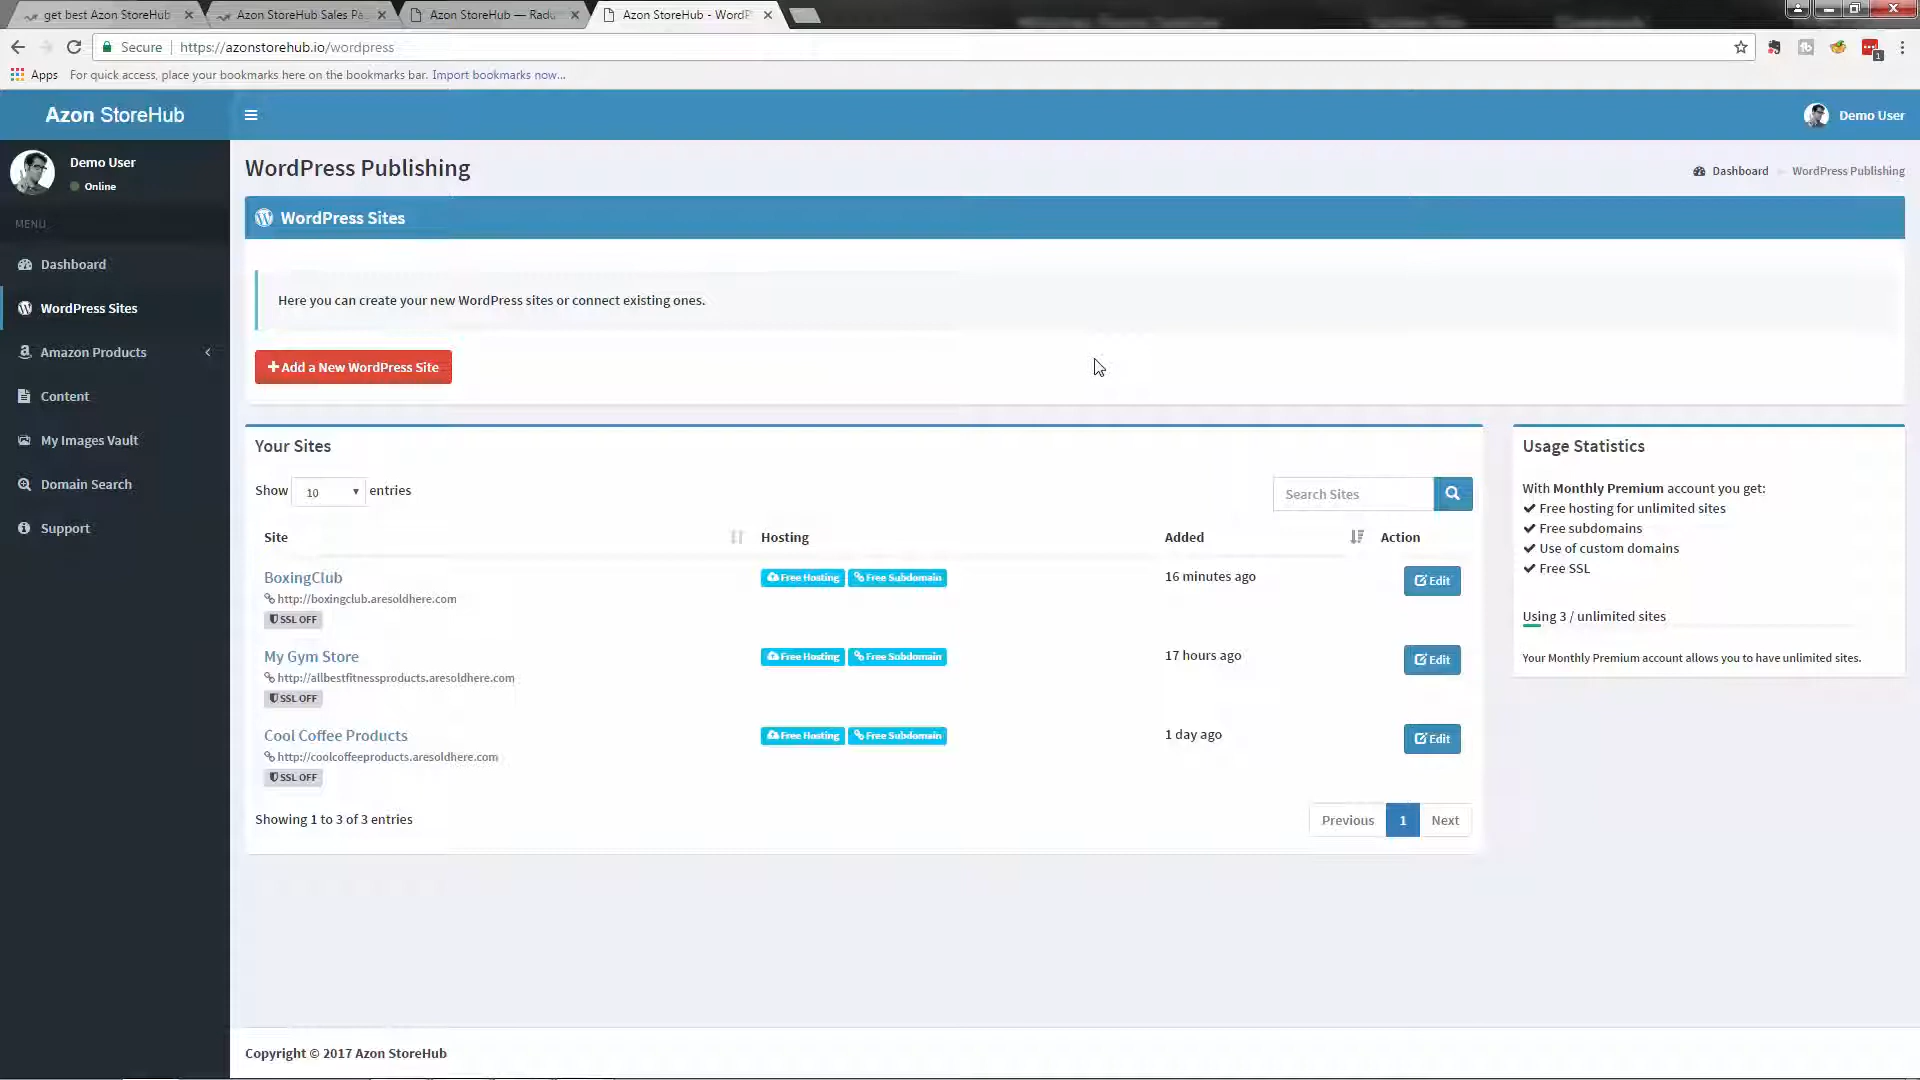 get best Azon StoreHub
Azon StoreHub Sales Pa
Azon StoreHub — Radu
Azon StoreHub - WordP
Secure
https://azonstorehub.io/wordpress
1
Apps
For quick access, place your bookmarks here on the bookmarks bar. Import bookmarks now...
Azon StoreHub
Demo User
Demo User
Online
MENU
Dashboard
WordPress Sites
Amazon Products
Content
My Images Vault
Domain Search
Support
WordPress Publishing
Dashboard
WordPress Publishing
WordPress Sites
Here you can create your new WordPress sites or connect existing ones.
Add a New WordPress Site
Your Sites
Show 10 entries
Search Sites
Site Hosting Added Action
BoxingClub Free Hosting Free Subdomain 16 minutes ago Edit
http://boxingclub.aresoldhere.com
SSL OFF
My Gym Store Free Hosting Free Subdomain 17 hours ago Edit
http://allbestfitnessproducts.aresoldhere.com
SSL OFF
Cool Coffee Products Free Hosting Free Subdomain 1 day ago Edit
http://coolcoffeeproducts.aresoldhere.com
SSL OFF
Showing 1 to 3 of 3 entries
Previous 1 Next
Usage Statistics
With Monthly Premium account you get:
Free hosting for unlimited sites
Free subdomains
Use of custom domains
Free SSL
Using 3 / unlimited sites
Your Monthly Premium account allows you to have unlimited sites.
Copyright © 2017 Azon StoreHub